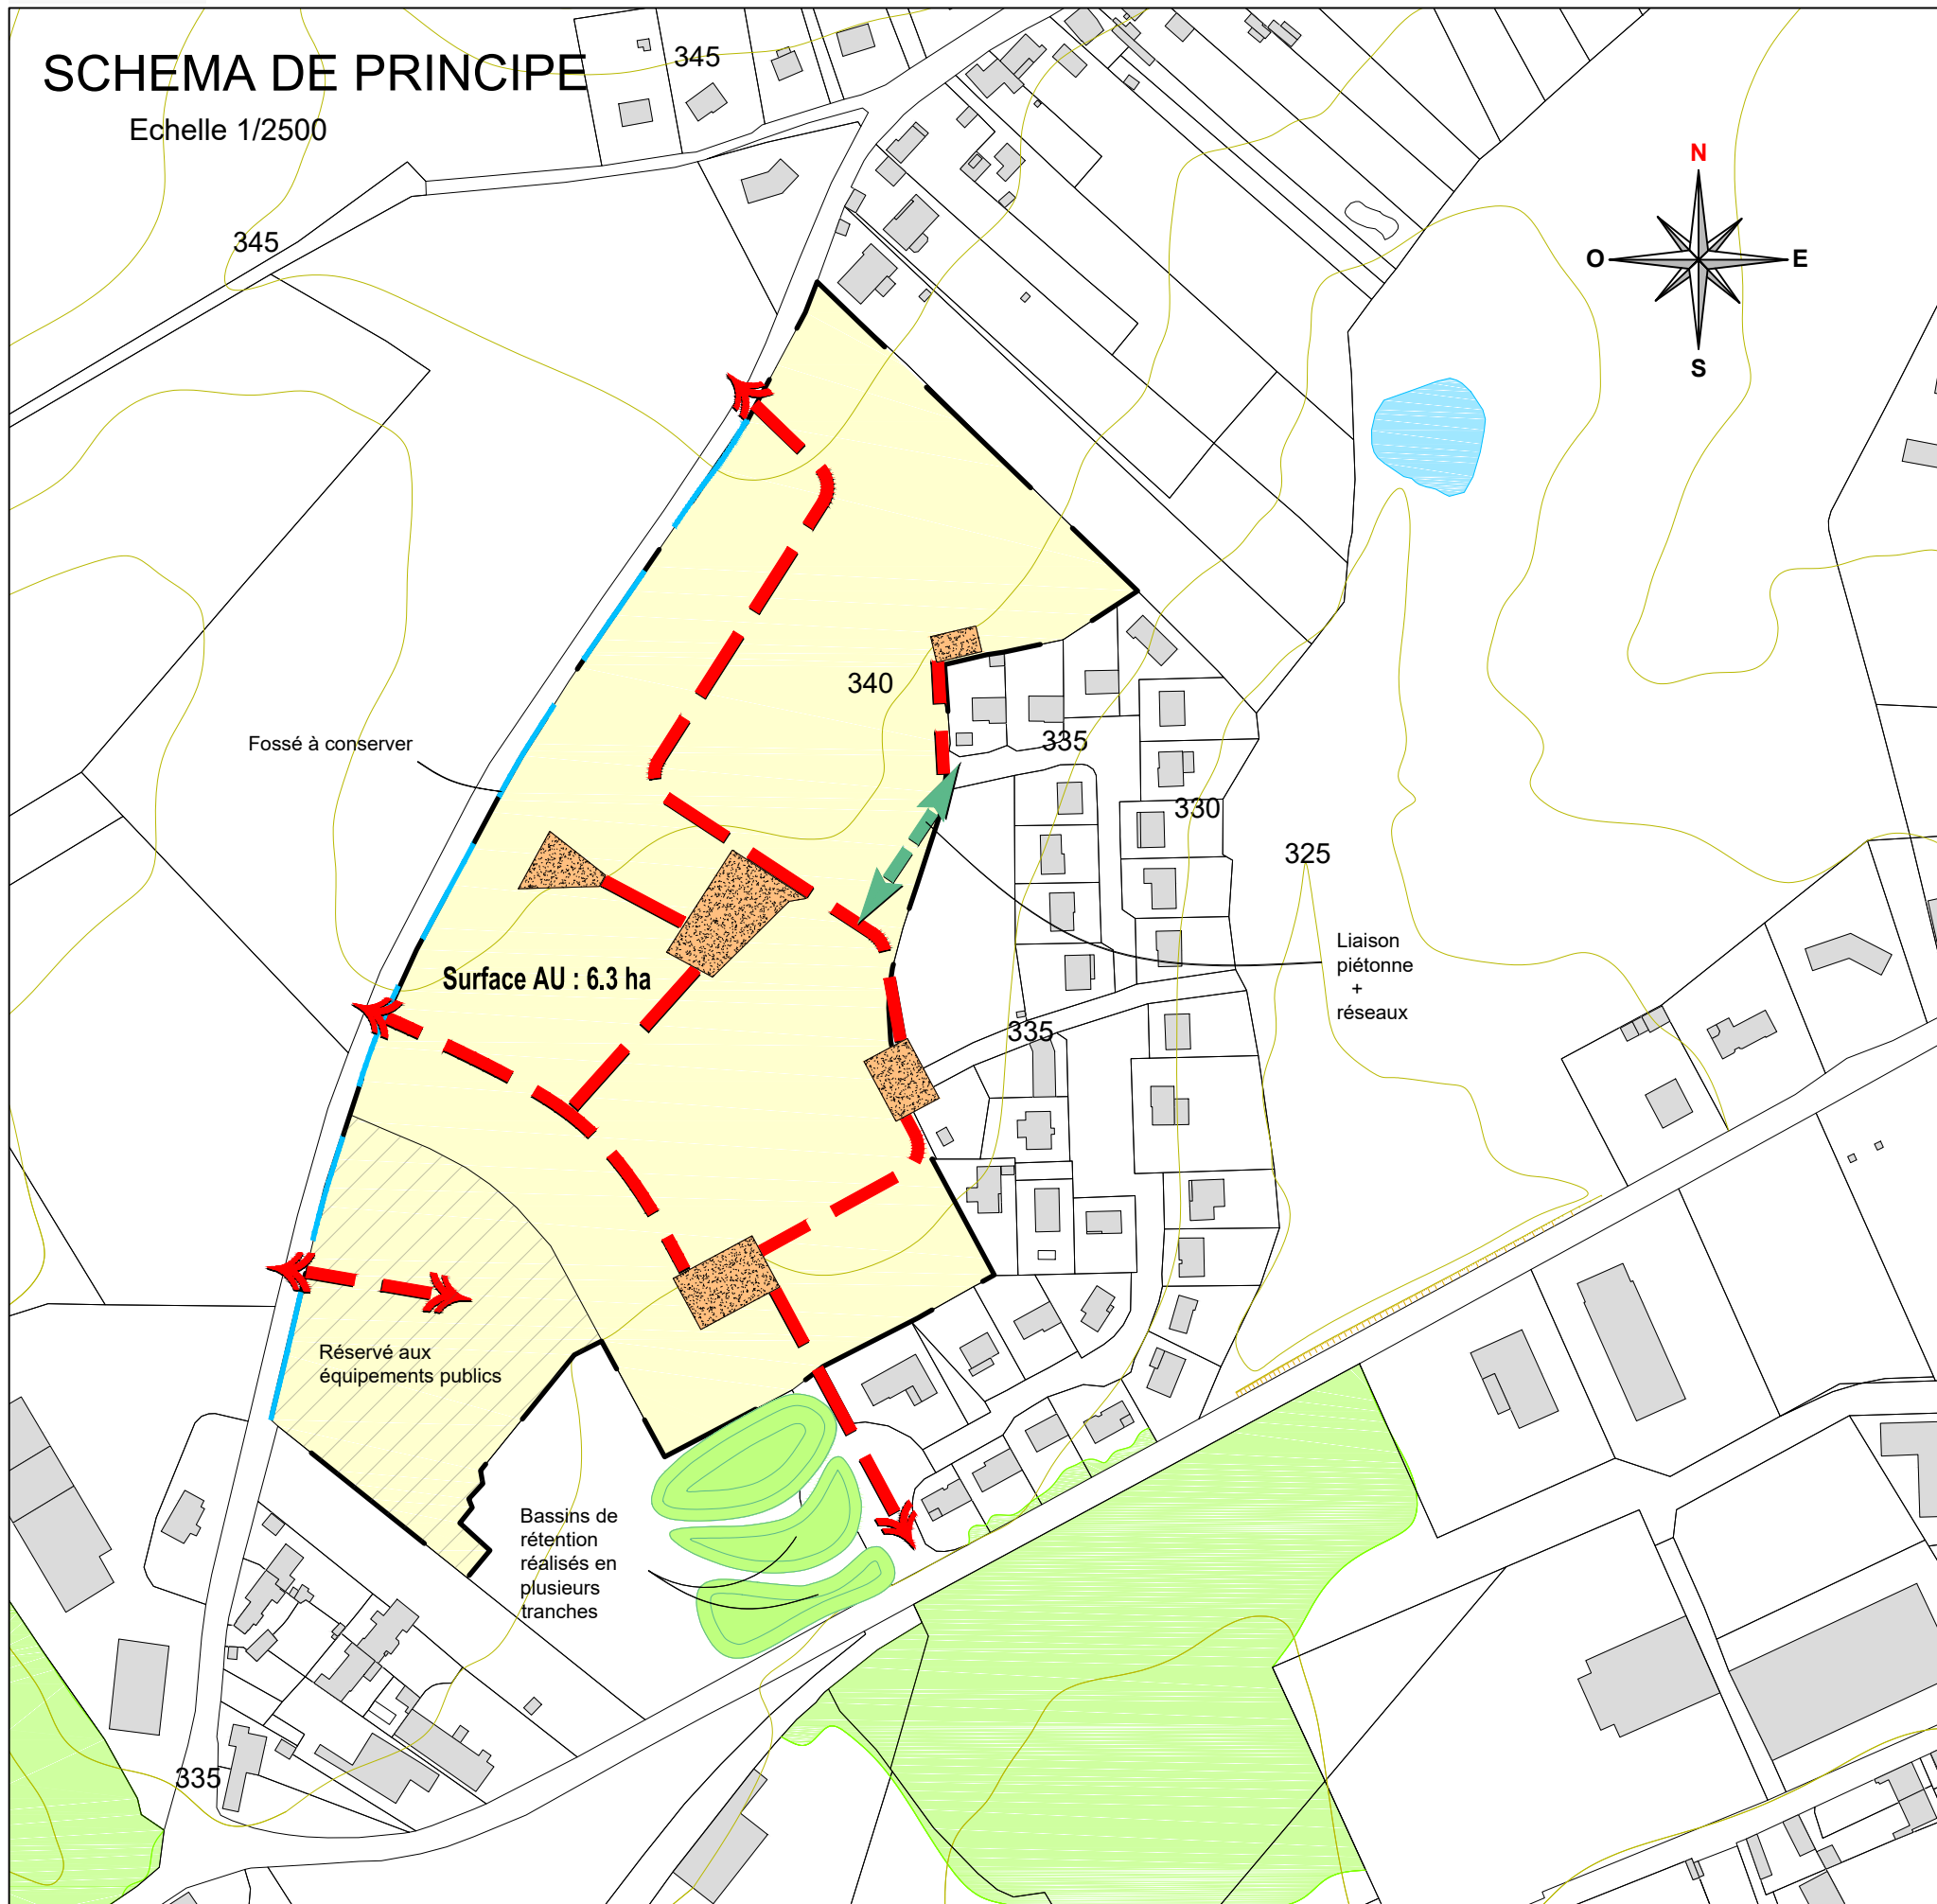 SCHEMA DE PRINCIPE
Echelle 1/2500
345
345
N
O
E
S
340
Fossé à conserver
335
330
325
Liaison
piétonne
+
réseaux
Surface AU : 6.3 ha
335
Réservé aux
équipements publics
Bassins de
rétention
réalisés en
plusieurs
tranches
335